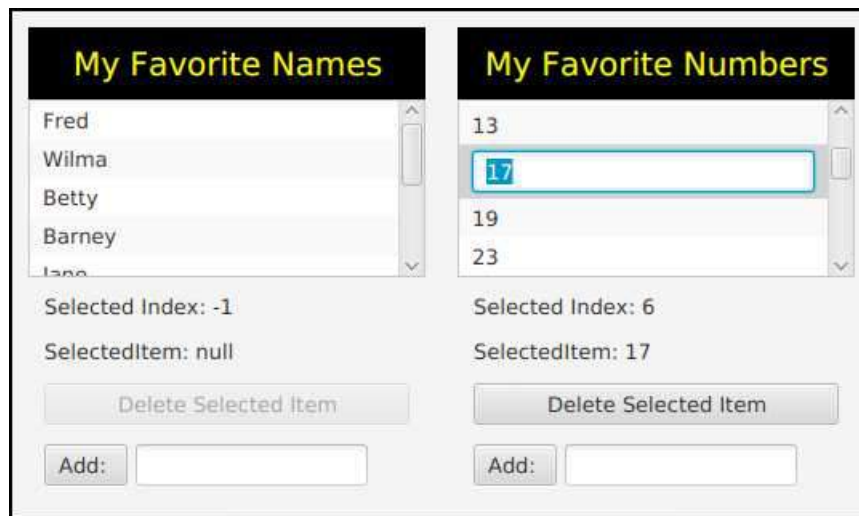 My Favorite Names
Fred
Wilma
Betty
Barney
Selected Index: -1
SelectedItem: null
Delete Selected Item
Add:
My Favorite Numbers
13
17
19
23
Selected Index: 6
SelectedItem: 17
Delete Selected Item
Add: